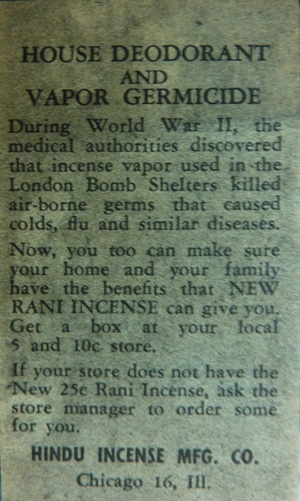 HOUSE DEODORANT
AND
VAPOR GERMICIDE
During World War II, the
medical authorities discovered
that incense vapor used in the
London Bomb Shelters killed
air-borne germs that caused
colds, flu and similar diseases.
Now, you too can make sure
your home and your family
have the benefits that NEW
RANI INCENSE can give you.
Get a box at your local
5 and 10c store.
If your store does not have the
New 25c Rani Incense, ask the
store manager to order some
for you.
HINDU INCENSE MFG. CO.
Chicago 16, Ill.